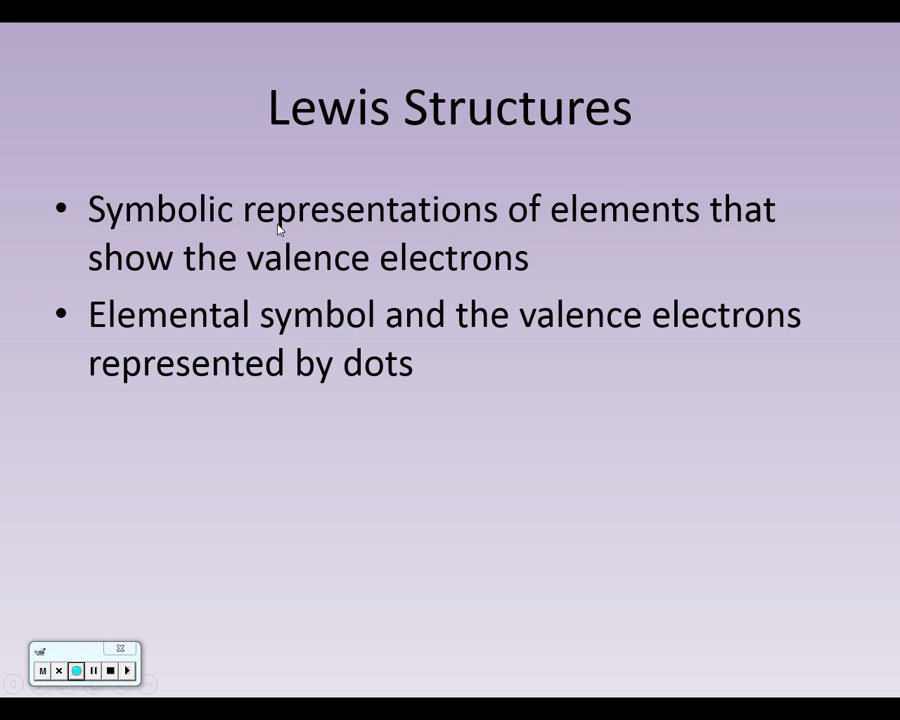 Lewis Structures
• Symbolic representations of elements that
show the valence electrons
• Elemental symbol and the valence electrons
represented by dots
M